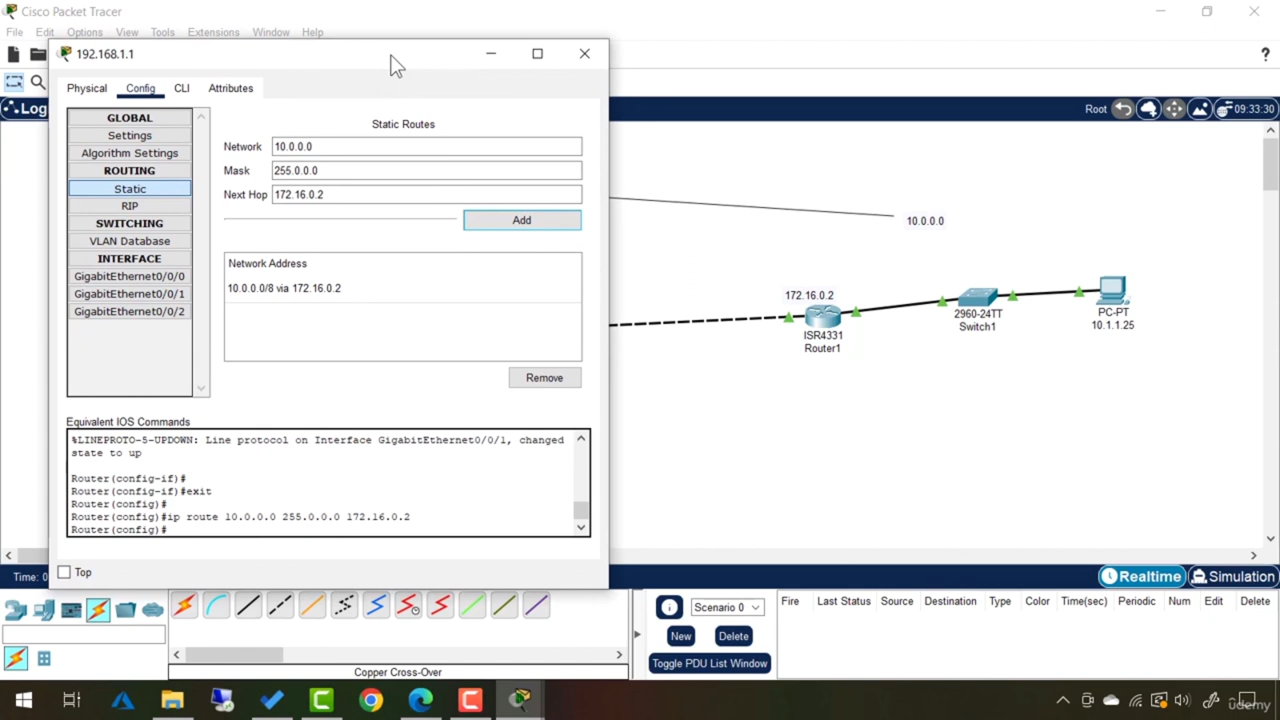 Cisco Packet Tracer
File Edit Options View Tools Extensions Window Help
192.168.1.1
Physical Config CLI Attributes
Log
Root
09:33:30
GLOBAL
Settings
Algorithm Settings
ROUTING
Static
RIP
SWITCHING
VLAN Database
INTERFACE
GigabitEthernet0/0/0
GigabitEthernet0/0/1
GigabitEthernet0/0/2
Static Routes
Network 10.0.0.0
Mask 255.0.0.0
Next Hop 172.16.0.2
Add
Network Address
10.0.0.0/8 via 172.16.0.2
Remove
Equivalent IOS Commands
%LINEPROTO-5-UPDOWN: Line protocol on Interface GigabitEthernet0/0/1, changed
state to up
Router(config-if)#
Router(config-if)#exit
Router(config)#
Router(config)#ip route 10.0.0.0 255.0.0.0 172.16.0.2
Router(config)#
Top
10.0.0.0
172.16.0.2
ISR4331
Router1
2960-24TT
Switch1
PC-PT
10.1.1.25
Time: 0
Realtime
Simulation
Scenario 0
New
Delete
Toggle PDU List Window
Fire Last Status Source Destination Type Color Time(sec) Periodic Num Edit Delete
Copper Cross-Over
udemy